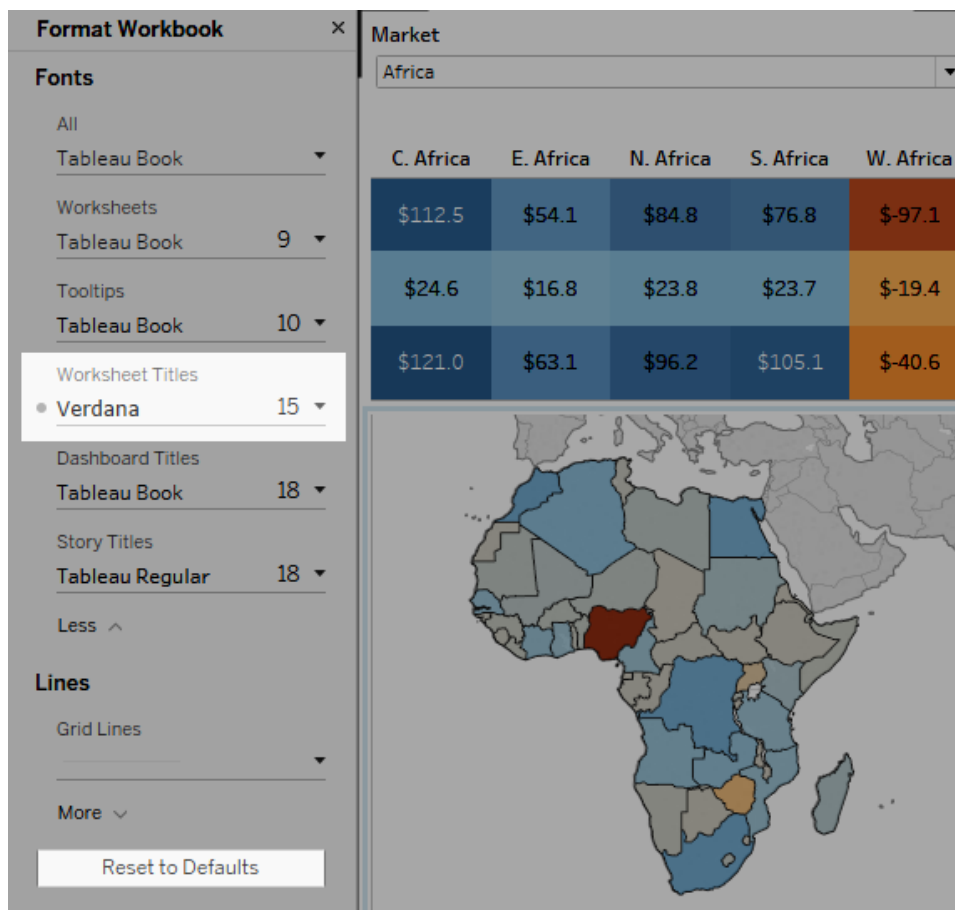 Format Workbook ×
Fonts
All
Tableau Book
Worksheets
Tableau Book 9
Tooltips
Tableau Book 10
Worksheet Titles
Verdana 15
Dashboard Titles
Tableau Book 18
Story Titles
Tableau Regular 18
Less
Lines
Grid Lines
More
Reset to Defaults
Market
Africa
C. Africa E. Africa N. Africa S. Africa W. Africa
$112.5 $54.1 $84.8 $76.8 $-97.1
$24.6 $16.8 $23.8 $23.7 $-19.4
$121.0 $63.1 $96.2 $105.1 $-40.6